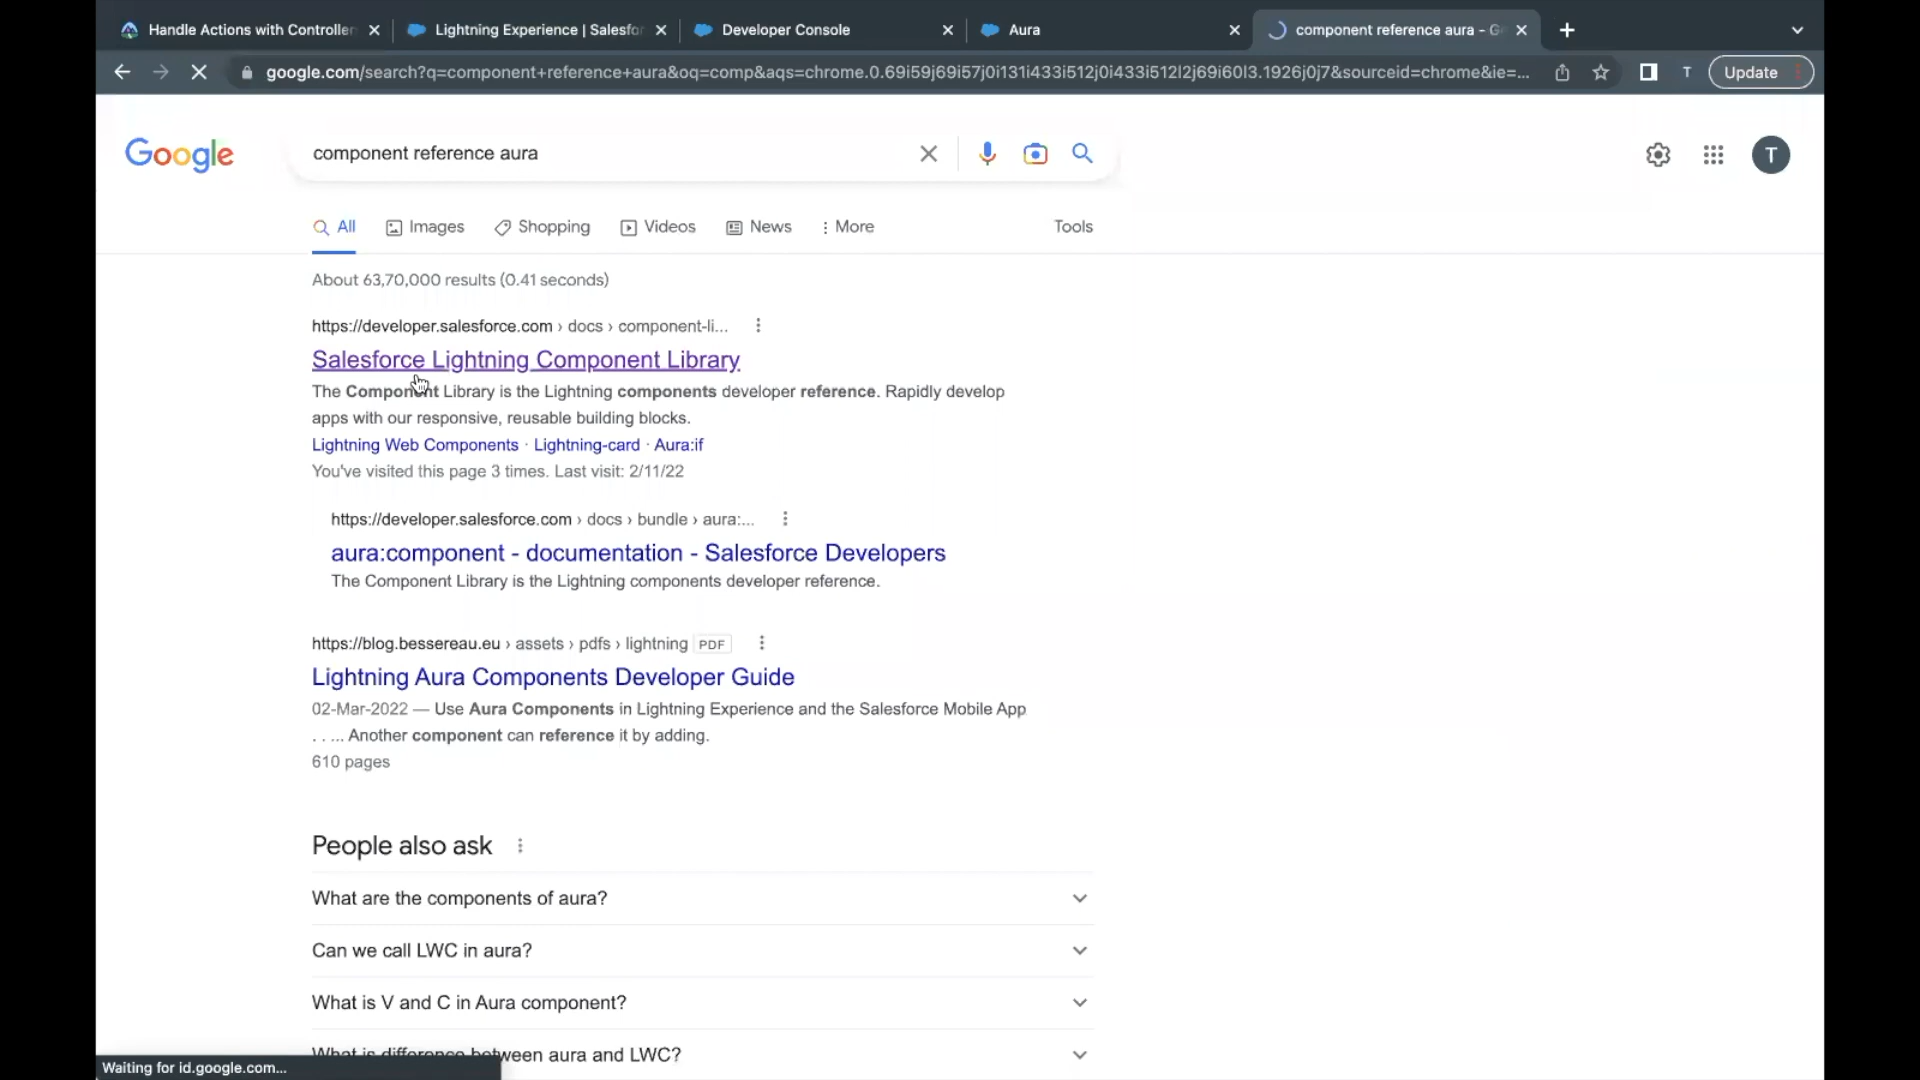 Handle Actions with Controller
Lightning Experience | Salesfor
Developer Console
Aura
component reference aura - G
google.com/search?q=component+reference+aura&oq=comp&aqs=chrome.0.69i59j69i57j0i131i433i512j0i433i512l2j69i60l3.1926j0j7&sourceid=chrome&ie=...
T
Update
Google
component reference aura
T
All
Images
Shopping
Videos
News
More
Tools
About 63,70,000 results (0.41 seconds)
https://developer.salesforce.com › docs › component-li...
Salesforce Lightning Component Library
The Component Library is the Lightning components developer reference. Rapidly develop
apps with our responsive, reusable building blocks.
Lightning Web Components · Lightning-card · Aura:if
You've visited this page 3 times. Last visit: 2/11/22
https://developer.salesforce.com › docs › bundle › aura:...
aura:component - documentation - Salesforce Developers
The Component Library is the Lightning components developer reference.
https://blog.bessereau.eu › assets › pdfs › lightning PDF
Lightning Aura Components Developer Guide
02-Mar-2022 — Use Aura Components in Lightning Experience and the Salesforce Mobile App
. . ... Another component can reference it by adding.
610 pages
People also ask
What are the components of aura?
Can we call LWC in aura?
What is V and C in Aura component?
What is difference between aura and LWC?
Waiting for id.google.com...